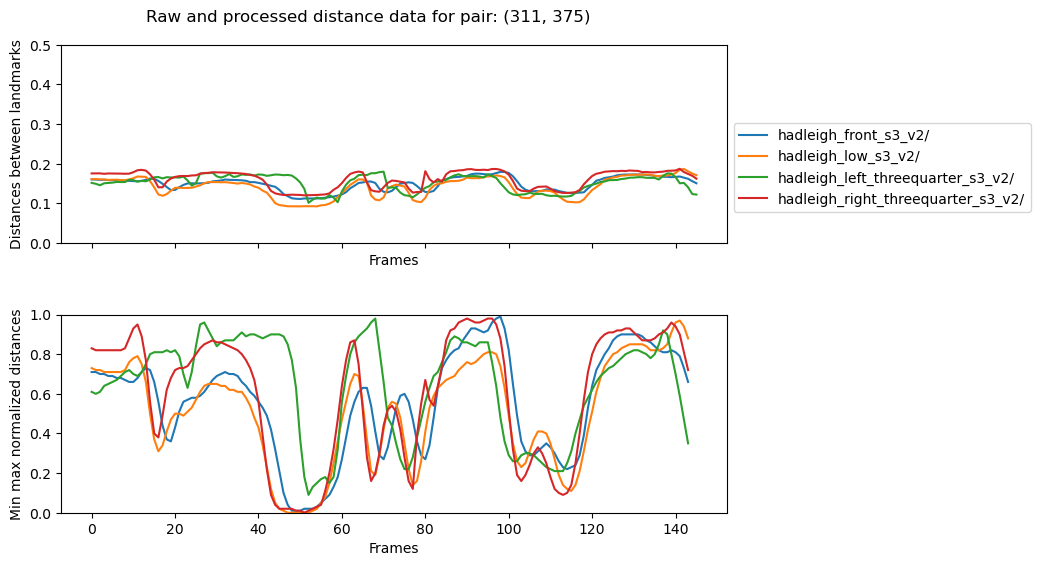 Raw and processed distance data for pair: (311, 375)
Distances between landmarks
0.5
0.4
0.3
0.2
0.1
0.0
Frames
hadleigh_front_s3_v2/
hadleigh_low_s3_v2/
hadleigh_left_threequarter_s3_v2/
hadleigh_right_threequarter_s3_v2/
Min max normalized distances
1.0
0.8
0.6
0.4
0.2
0.0
0 20 40 60 80 100 120 140
Frames